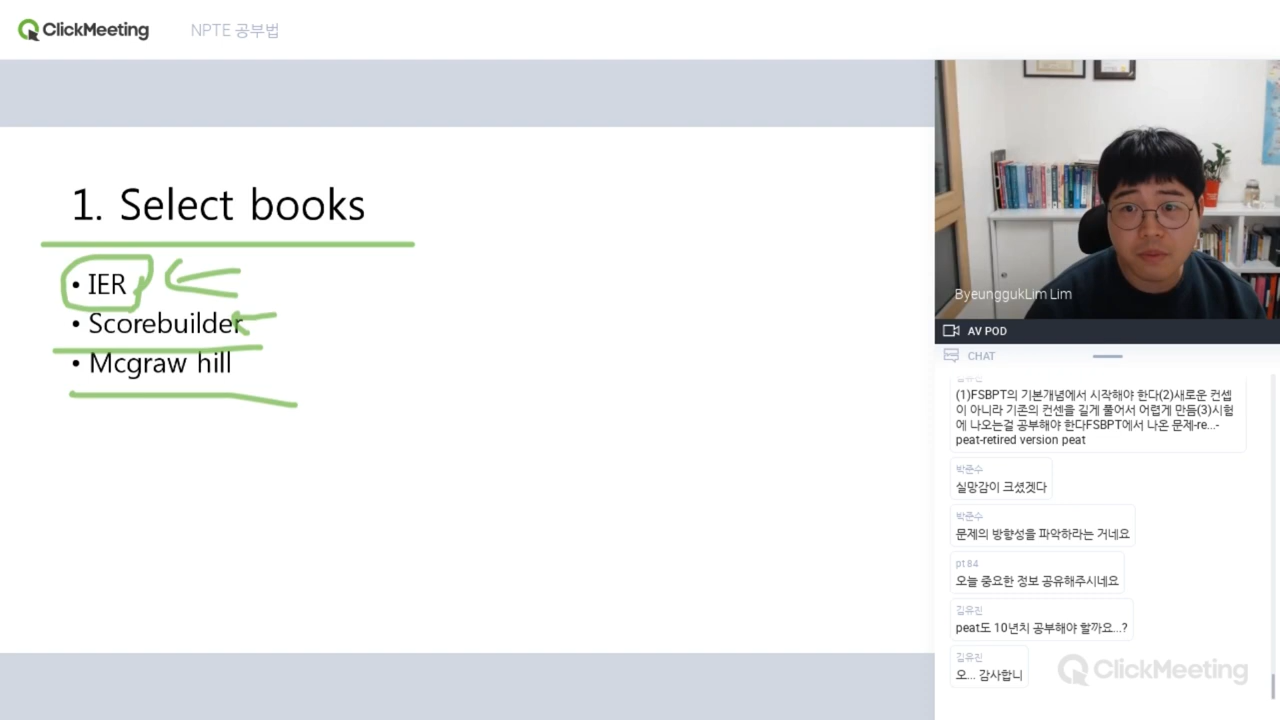 ClickMeeting
NPTE 공부법
1. Select books
• IER
• Scorebuilder
• Mcgraw hill
ByeunggukLim Lim
AV POD
CHAT
(1)FSBPT의 기본개념에서 시작해야 한다(2)새로운 컨셉
이 아니라 기존의 컨센을 길게 풀어서 어렵게 만듬(3)시험
에 나오는걸 공부해야 한다FSBPT에서 나온 문제-re...-
peat-retired version peat
박준수
실망감이 크셨겟다
박준수
문제의 방향성을 파악하라는 거네요
pt 84
오늘 중요한 정보 공유해주시네요
김유진
peat도 10년치 공부해야 할까요...?
김유진
오... 감사합니
ClickMeeting